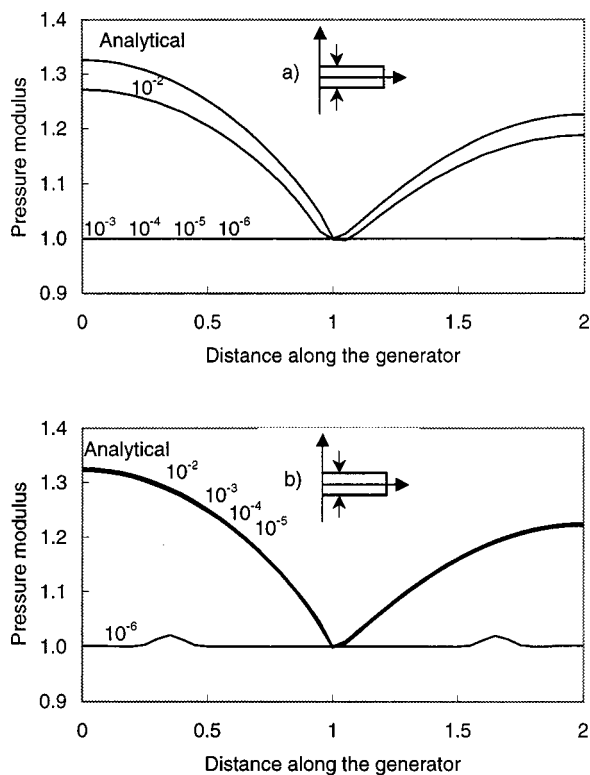 1.4
Analytical
1.3
10⁻²
a)
1.2
1.1
10⁻³ 10⁻⁴ 10⁻⁵ 10⁻⁶
1.0
0.9
Pressure modulus
0 0.5 1 1.5 2
Distance along the generator
1.4
Analytical
1.3
10⁻²
10⁻³
10⁻⁴
10⁻⁵
b)
1.2
1.1
10⁻⁶
1.0
0.9
Pressure modulus
0 0.5 1 1.5 2
Distance along the generator